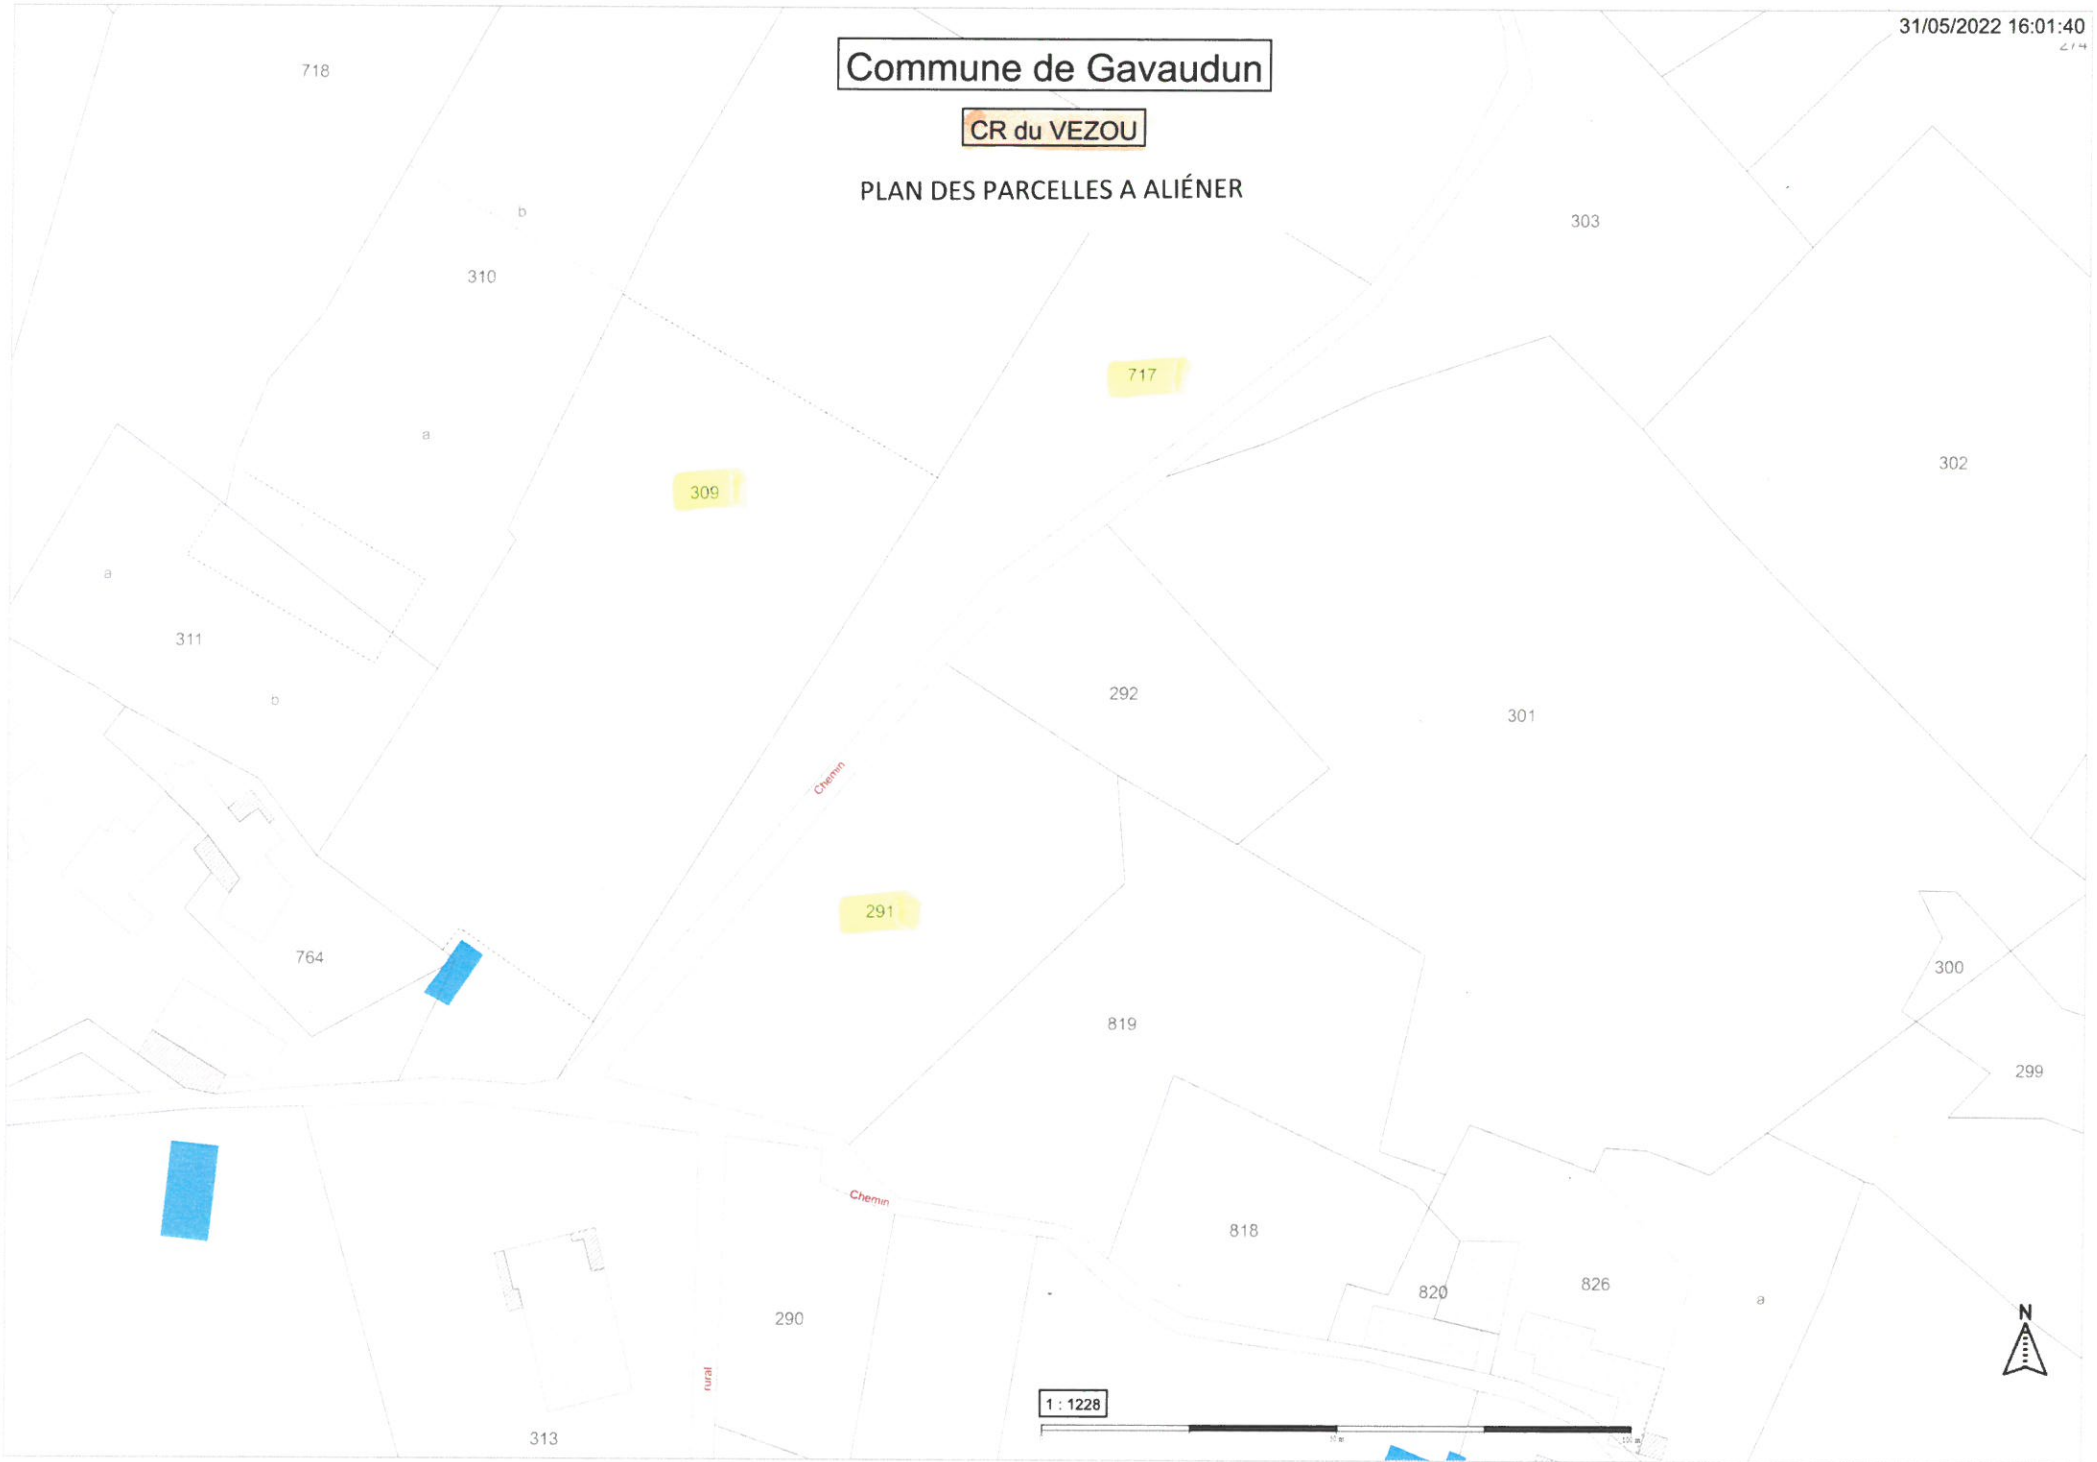 31/05/2022 16:01:40
274
Commune de Gavaudun
CR du VEZOU
PLAN DES PARCELLES A ALIÉNER
718
b
310
303
717
a
309
302
a
311
b
292
301
Chemin
291
764
300
819
299
Chemin
818
820
826
a
290
rural
313
1 : 1228
N